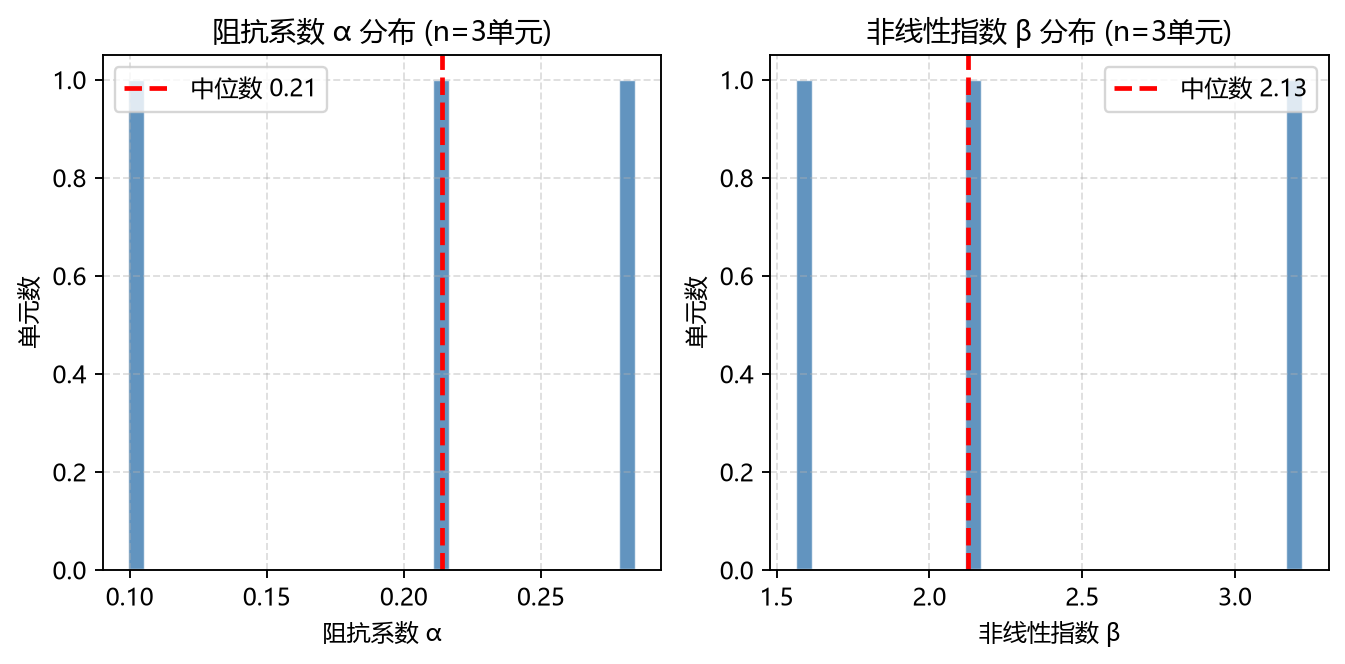 阻抗系数 α 分布 (n=3单元)
中位数 0.21
单元数
1.0
0.8
0.6
0.4
0.2
0.0
0.10 0.15 0.20 0.25
阻抗系数 α
非线性指数 β 分布 (n=3单元)
中位数 2.13
单元数
1.0
0.8
0.6
0.4
0.2
0.0
1.5 2.0 2.5 3.0
非线性指数 β